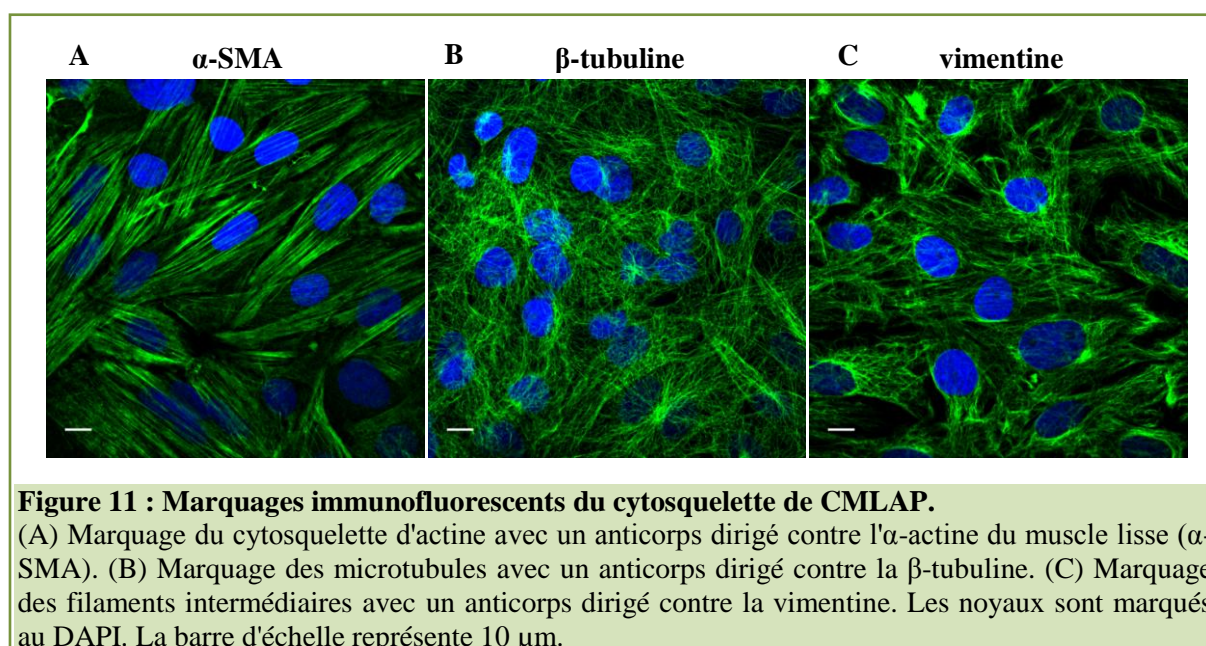 A α-SMA B β-tubuline C vimentine
Figure 11 : Marquages immunofluorescents du cytosquelette de CMLAP.
(A) Marquage du cytosquelette d'actine avec un anticorps dirigé contre l'α-actine du muscle lisse (α-
SMA). (B) Marquage des microtubules avec un anticorps dirigé contre la β-tubuline. (C) Marquage
des filaments intermédiaires avec un anticorps dirigé contre la vimentine. Les noyaux sont marqués
au DAPI. La barre d'échelle représente 10 µm.